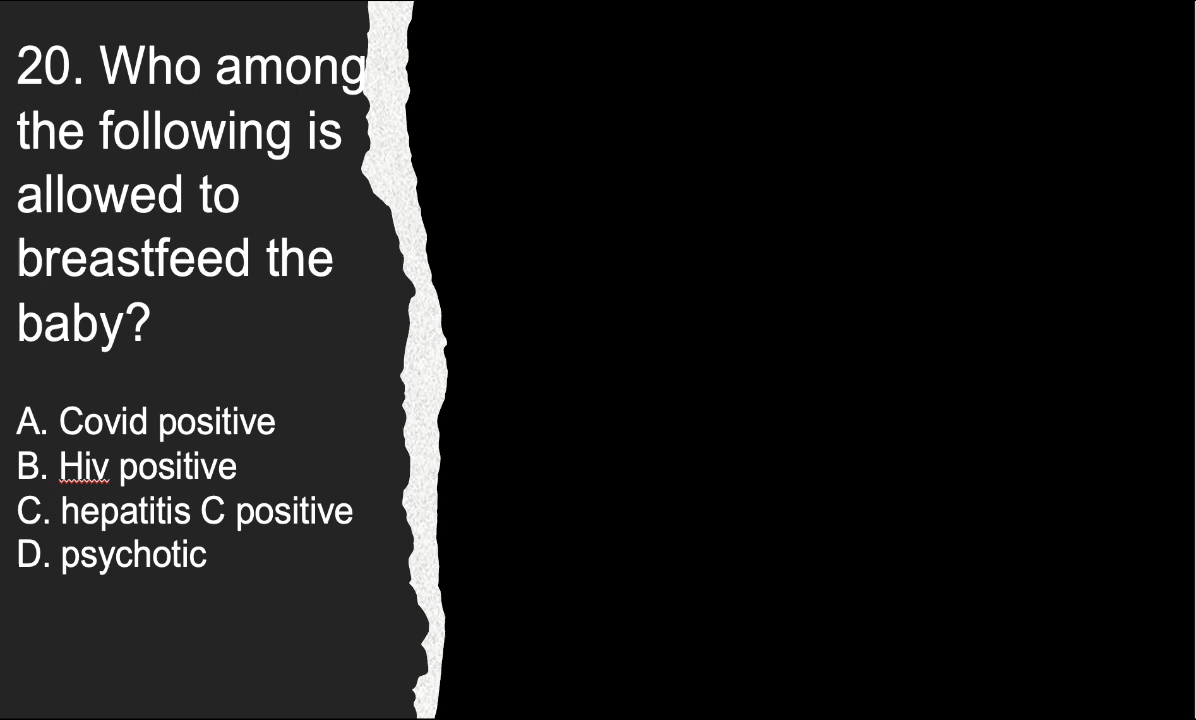 20. Who among
the following is
allowed to
breastfeed the
baby?
A. Covid positive
B. Hiv positive
C. hepatitis C positive
D. psychotic